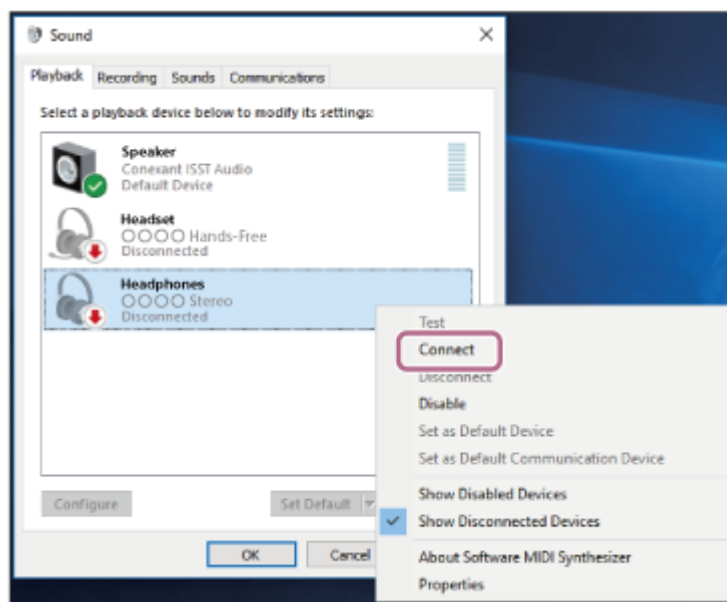 Sound
Playback Recording Sounds Communications
Select a playback device below to modify its settings:
Speaker
Conexant ISST Audio
Default Device
Headset
○○○○ Hands-Free
Disconnected
Headphones
○○○○ Stereo
Disconnected
Test
Connect
Disconnect
Disable
Set as Default Device
Set as Default Communication Device
Show Disabled Devices
Show Disconnected Devices
About Software MIDI Synthesizer
Properties
Configure Set Default
OK Cancel